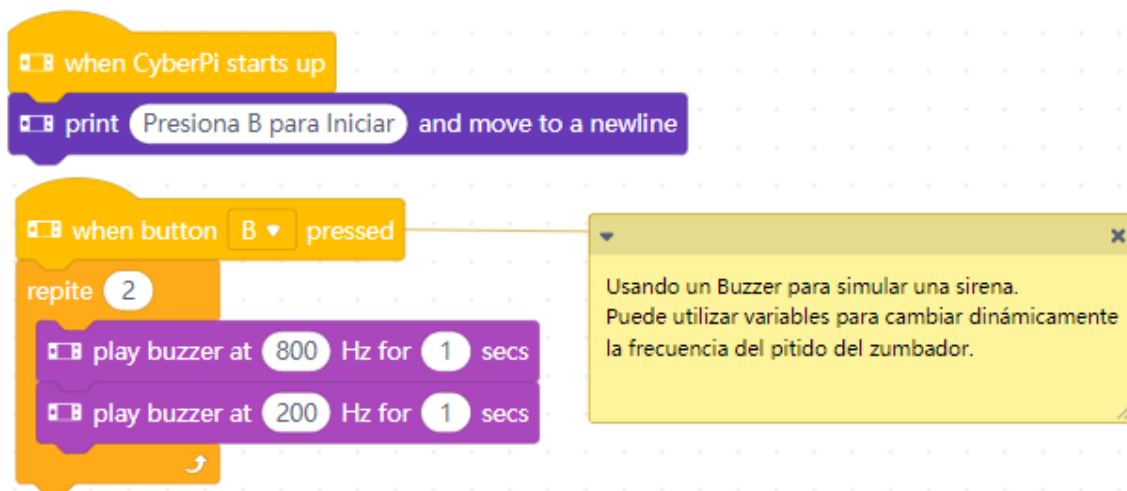 when CyberPi starts up
print Presiona B para Iniciar and move to a newline
when button B pressed
repite 2
play buzzer at 800 Hz for 1 secs
play buzzer at 200 Hz for 1 secs
Usando un Buzzer para simular una sirena.
Puede utilizar variables para cambiar dinámicamente
la frecuencia del pitido del zumbador.